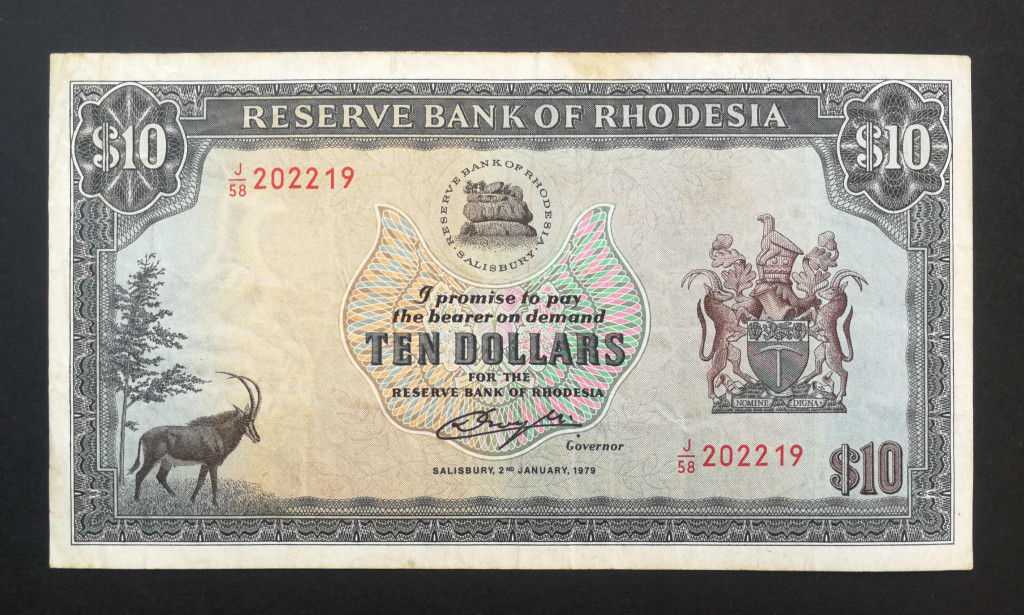 RESERVE BANK OF RHODESIA
$10
$10
J/58 202219
RESERVE BANK OF RHODESIA
· SALISBURY ·
I promise to pay
the bearer on demand
TEN DOLLARS
FOR THE
RESERVE BANK OF RHODESIA
Governor
SALISBURY, 2ND JANUARY, 1979
NOMINE DIGNA
J/58 202219
$10